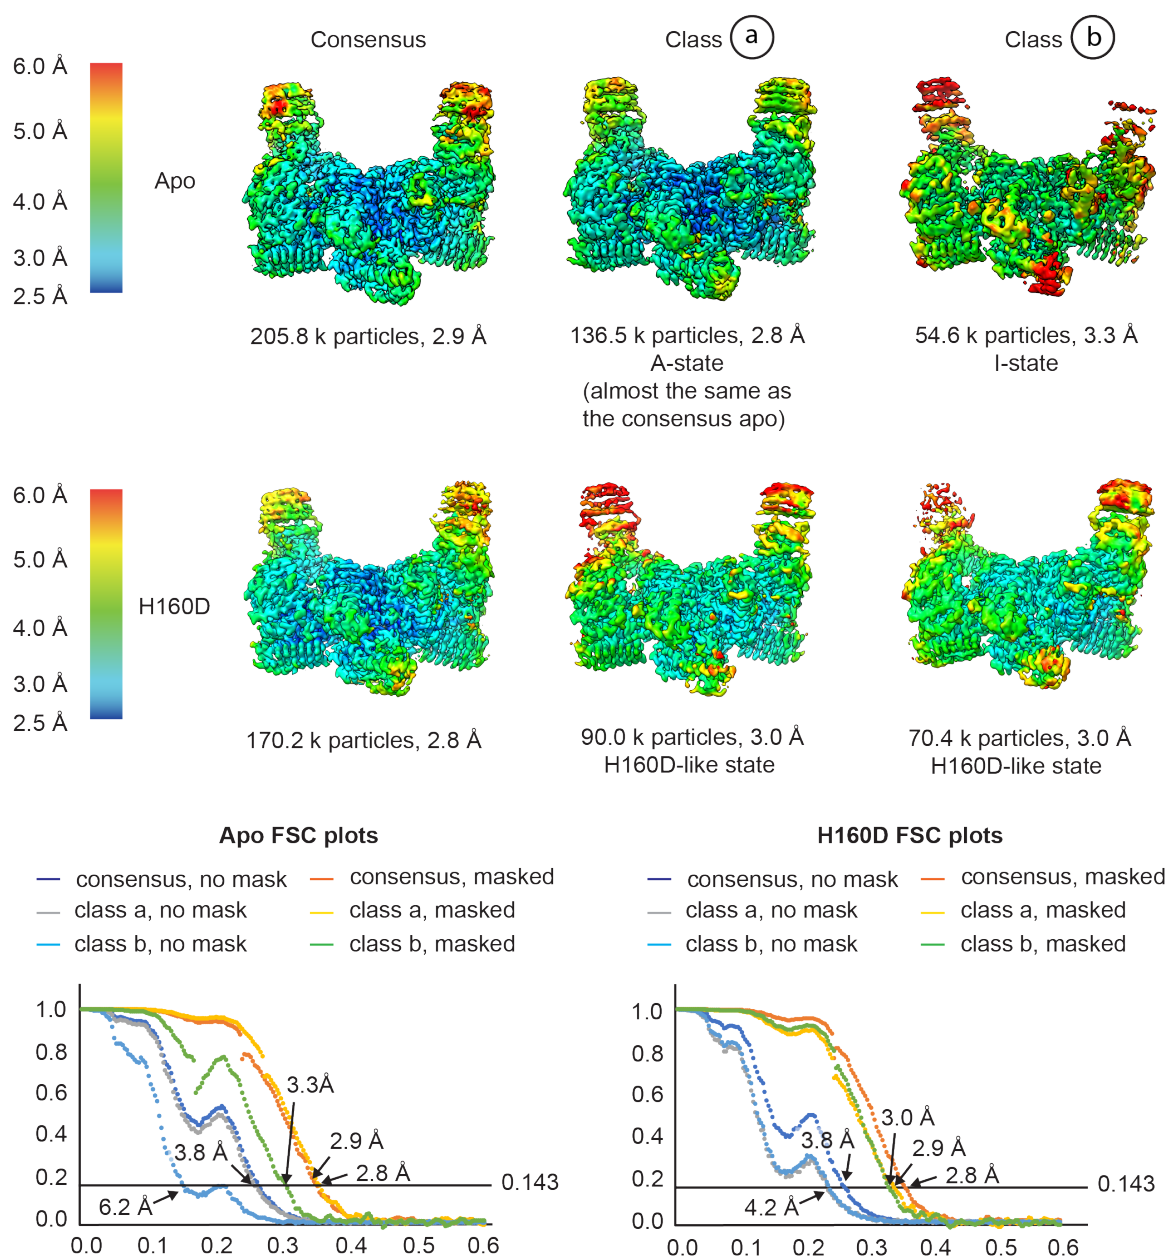 Consensus
Class a
Class b
6.0 Å
5.0 Å
4.0 Å
3.0 Å
2.5 Å
Apo
205.8 k particles, 2.9 Å
136.5 k particles, 2.8 Å
A-state
(almost the same as
the consensus apo)
54.6 k particles, 3.3 Å
I-state
6.0 Å
5.0 Å
4.0 Å
3.0 Å
2.5 Å
H160D
170.2 k particles, 2.8 Å
90.0 k particles, 3.0 Å
H160D-like state
70.4 k particles, 3.0 Å
H160D-like state
Apo FSC plots
consensus, no mask
consensus, masked
class a, no mask
class a, masked
class b, no mask
class b, masked
1.0
0.8
0.6
0.4
0.2
0.0
3.3Å
2.9 Å
3.8 Å
2.8 Å
6.2 Å
0.143
0.0 0.1 0.2 0.3 0.4 0.5 0.6
H160D FSC plots
consensus, no mask
consensus, masked
class a, no mask
class a, masked
class b, no mask
class b, masked
1.0
0.8
0.6
0.4
0.2
0.0
3.0 Å
3.8 Å
2.9 Å
2.8 Å
4.2 Å
0.143
0.0 0.1 0.2 0.3 0.4 0.5 0.6